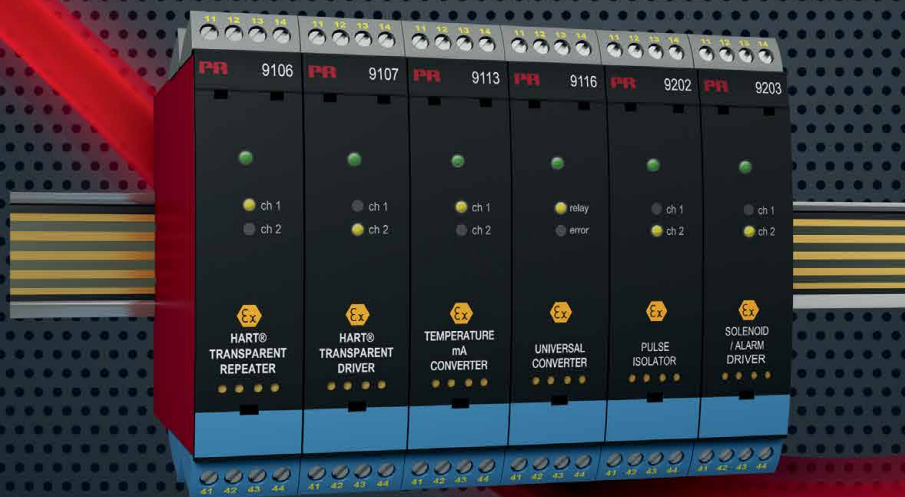 11 12 13 14 11 12 13 14 11 12 13 14 11 12 13 14 11 12 13 14 11 12 13 14
PR 9106 PR 9107 PR 9113 PR 9116 PR 9202 PR 9203
ch 1
ch 2
ch 1
ch 2
ch 1
ch 2
relay
error
ch 1
ch 2
ch 1
ch 2
Ex
HART®
TRANSPARENT
REPEATER
Ex
HART®
TRANSPARENT
DRIVER
Ex
TEMPERATURE
mA
CONVERTER
Ex
UNIVERSAL
CONVERTER
Ex
PULSE
ISOLATOR
Ex
SOLENOID
/ ALARM
DRIVER
41 42 43 44 41 42 43 44 41 42 43 44 41 42 43 44 41 42 43 44 41 42 43 44